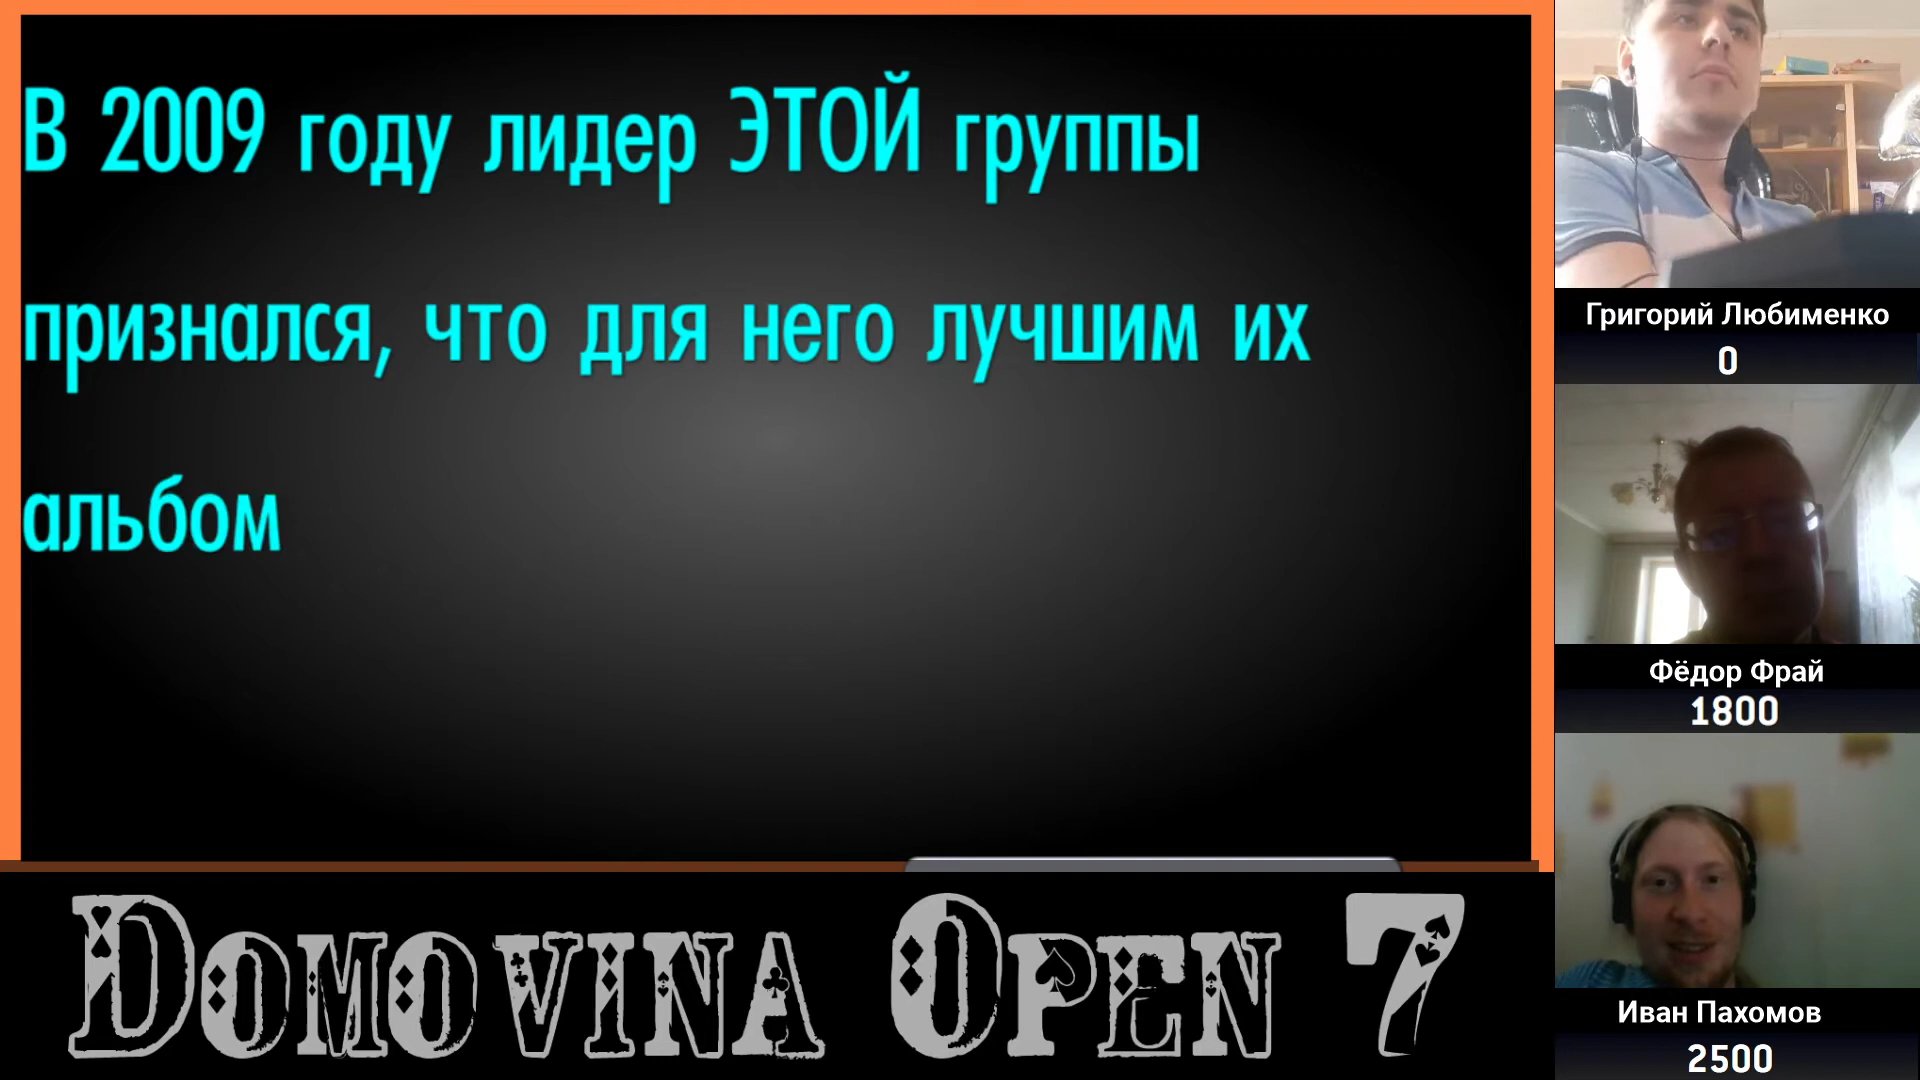 В 2009 году лидер ЭТОЙ группы
признался, что для него лучшим их
альбом
Григорий Любименко
0
Фёдор Фрай
1800
Иван Пахомов
2500
Domovina Open 7